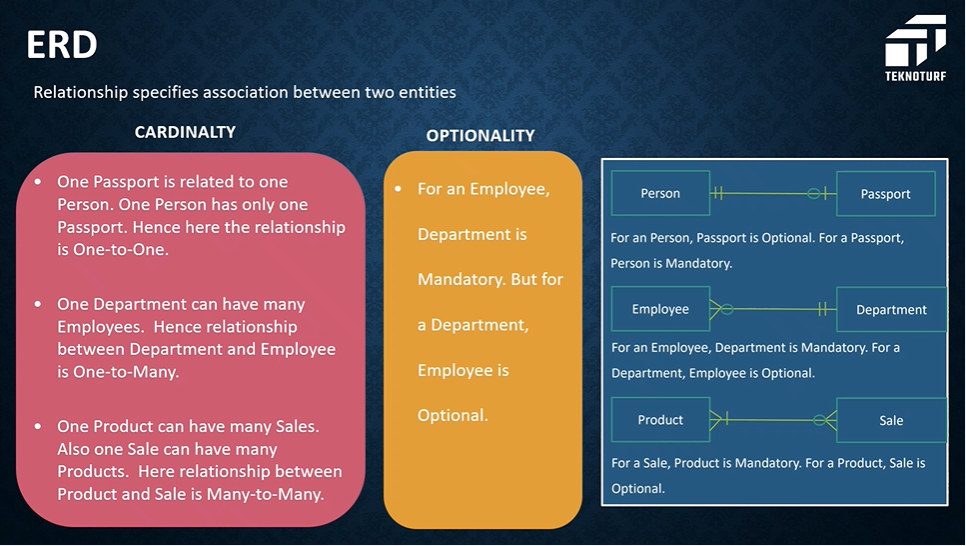 ERD
TEKNOTURF
Relationship specifies association between two entities
CARDINALTY
• One Passport is related to one
Person. One Person has only one
Passport. Hence here the relationship
is One-to-One.
• One Department can have many
Employees.  Hence relationship
between Department and Employee
is One-to-Many.
• One Product can have many Sales.
Also one Sale can have many
Products.  Here relationship between
Product and Sale is Many-to-Many.
OPTIONALITY
• For an Employee,
Department is
Mandatory. But for
a Department,
Employee is
Optional.
Person
Passport
For an Person, Passport is Optional. For a Passport,
Person is Mandatory.
Employee
Department
For an Employee, Department is Mandatory. For a
Department, Employee is Optional.
Product
Sale
For a Sale, Product is Mandatory. For a Product, Sale is
Optional.